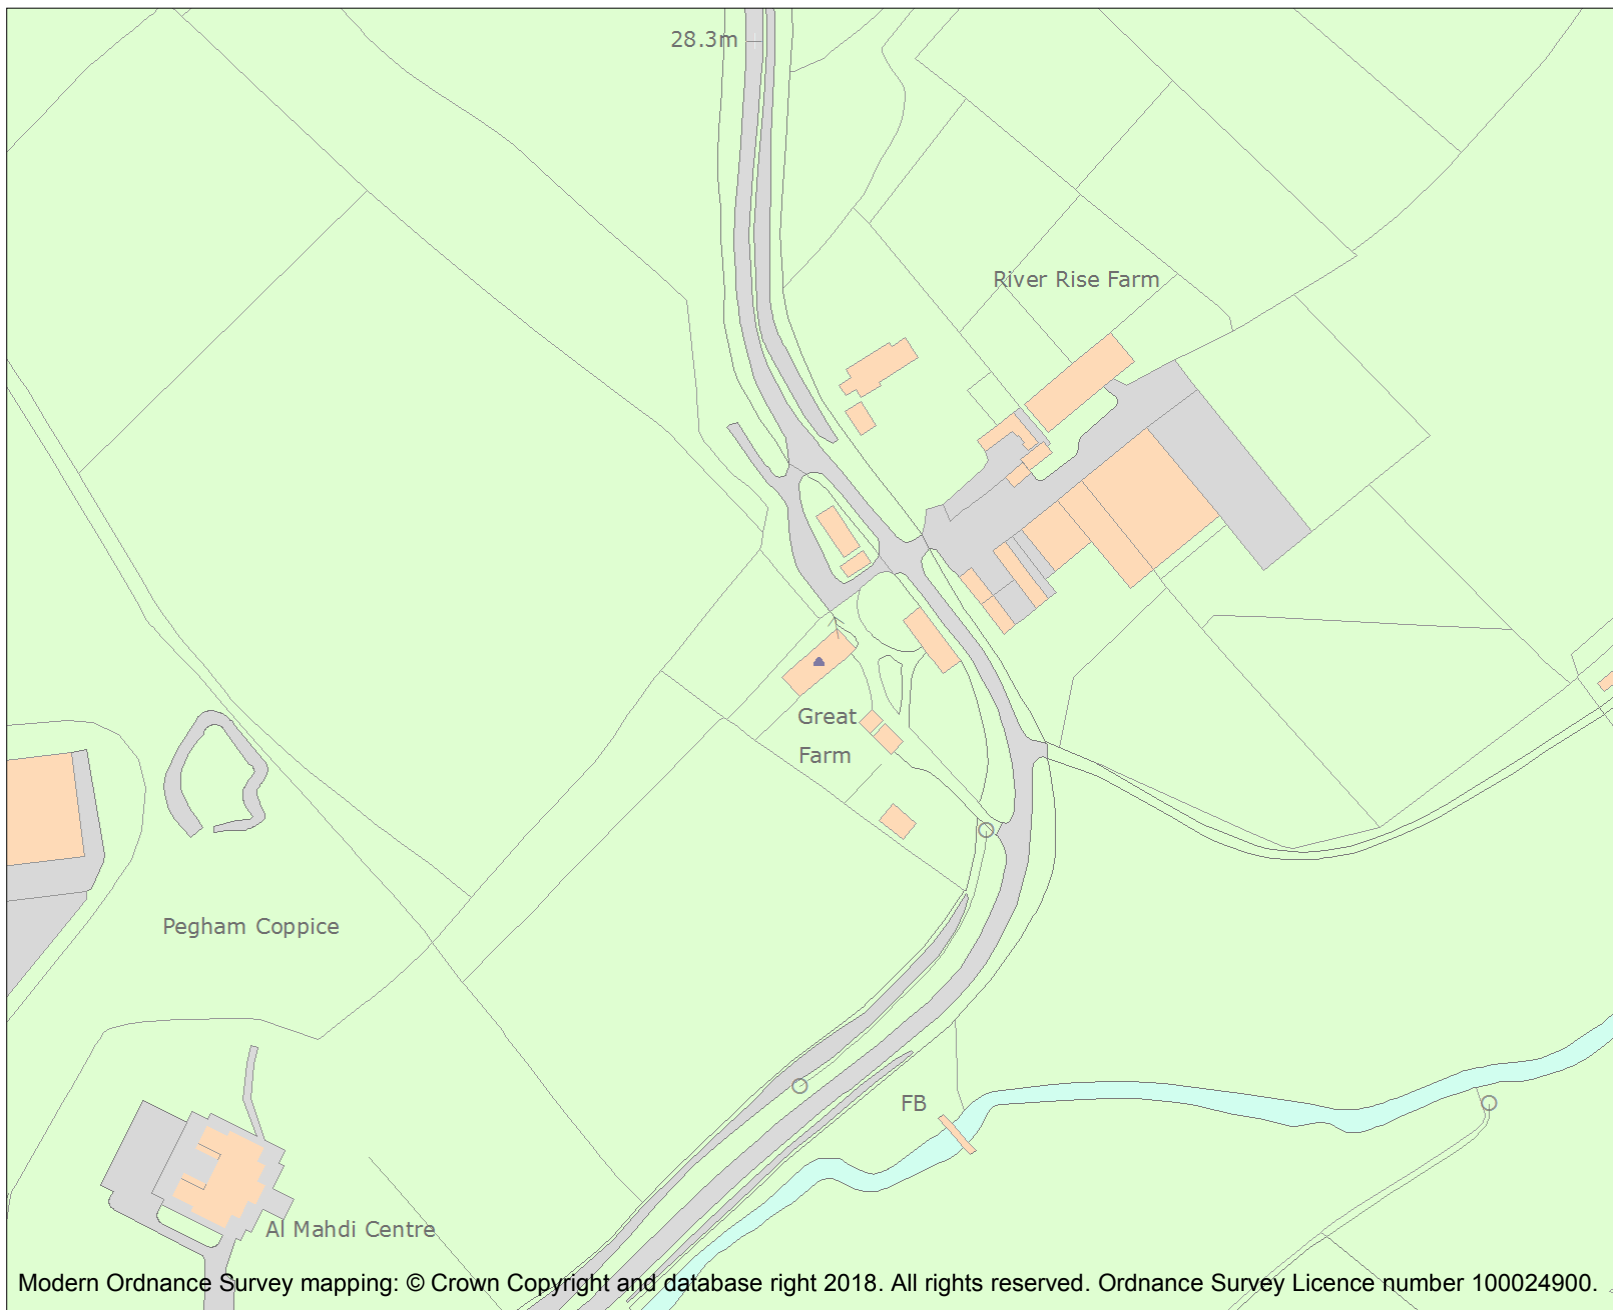 28.3m
River Rise Farm
Great
Farm
Pegham Coppice
FB
Al Mahdi Centre
Modern Ordnance Survey mapping: © Crown Copyright and database right 2018. All rights reserved. Ordnance Survey Licence number 100024900.